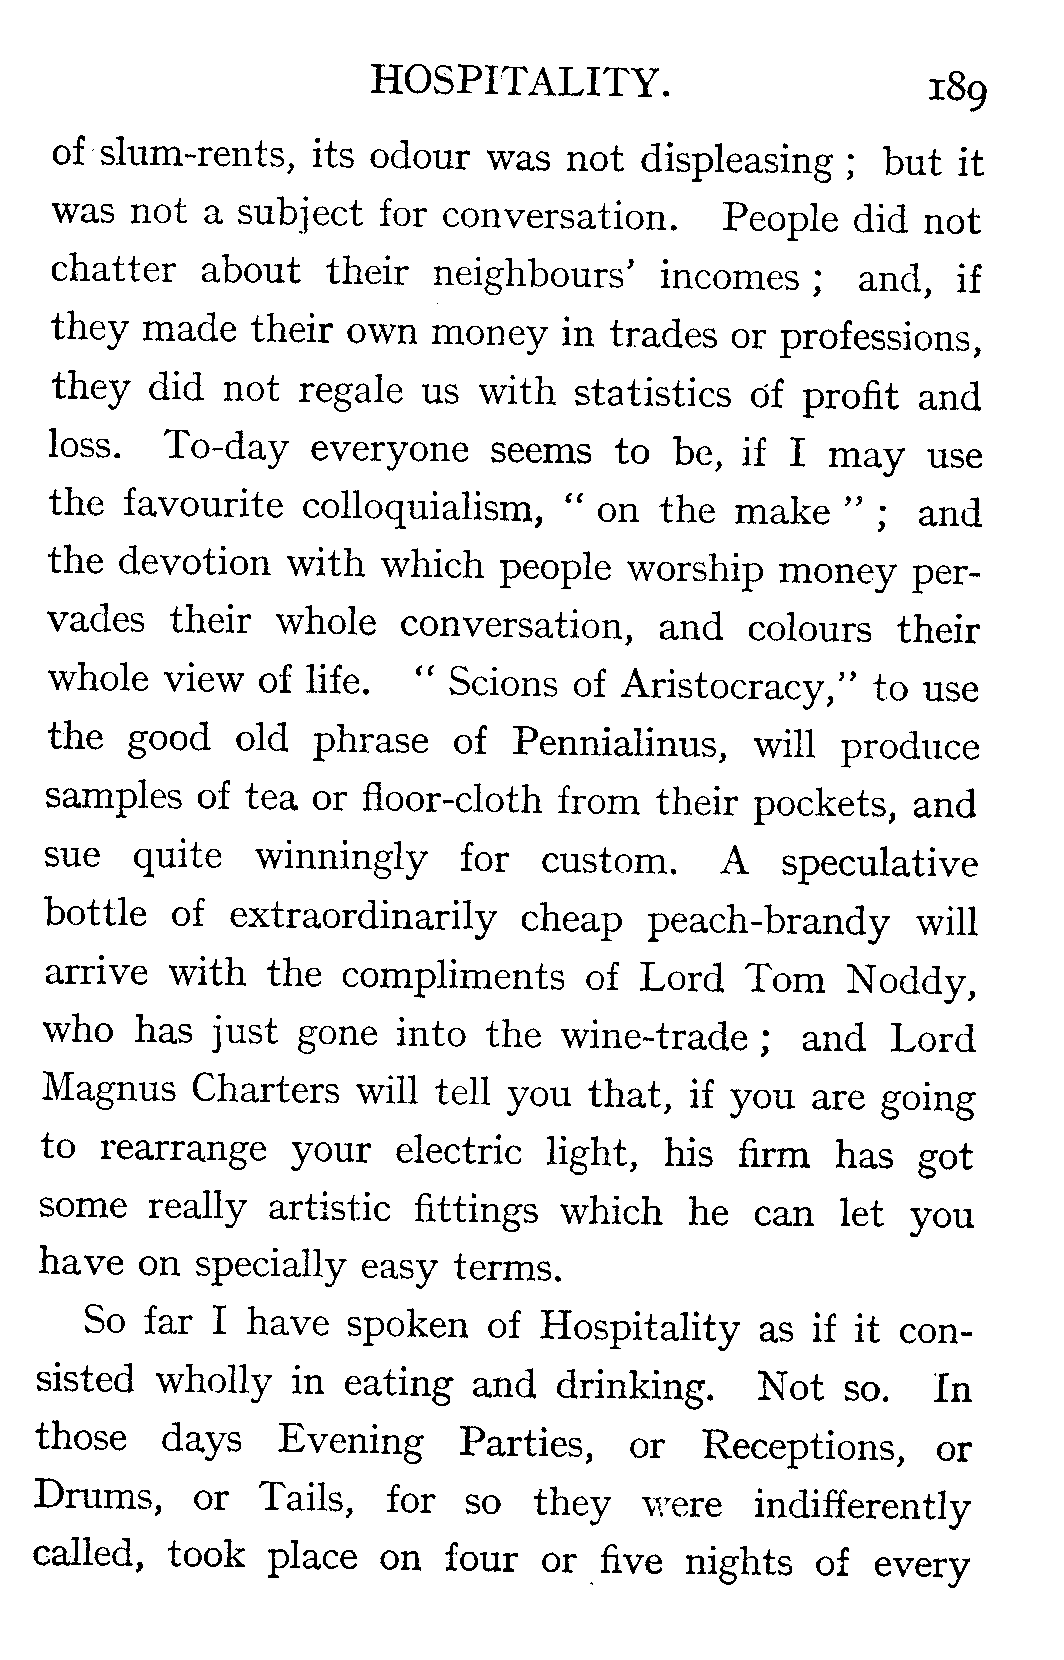 HOSPITALITY. 189
of slum-rents, its odour was not displeasing ; but it
was not a subject for conversation. People did not
chatter about their neighbours’ incomes ; and, if
they made their own money in trades or professions,
they did not regale us with statistics of profit and
loss. To-day everyone seems to be, if I may use
the favourite colloquialism, “ on the make ” ; and
the devotion with which people worship money per-
vades their whole conversation, and colours their
whole view of life. “ Scions of Aristocracy,” to use
the good old phrase of Pennialinus, will produce
samples of tea or floor-cloth from their pockets, and
sue quite winningly for custom. A speculative
bottle of extraordinarily cheap peach-brandy will
arrive with the compliments of Lord Tom Noddy,
who has just gone into the wine-trade ; and Lord
Magnus Charters will tell you that, if you are going
to rearrange your electric light, his firm has got
some really artistic fittings which he can let you
have on specially easy terms.
So far I have spoken of Hospitality as if it con-
sisted wholly in eating and drinking. Not so. In
those days Evening Parties, or Receptions, or
Drums, or Tails, for so they were indifferently
called, took place on four or five nights of every